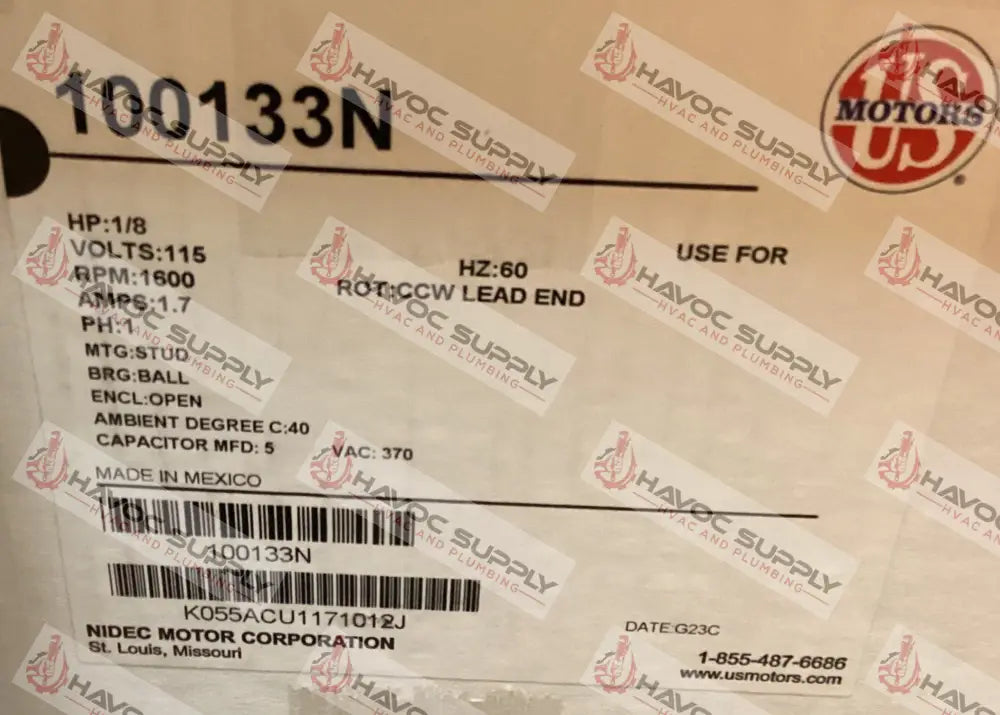 100133N
US
MOTORS
HP:1/8
VOLTS:115
RPM:1600
AMPS:1.7
PH:1
MTG:STUD
BRG:BALL
ENCL:OPEN
AMBIENT DEGREE C:40
CAPACITOR MFD: 5 VAC: 370
HZ:60
ROT:CCW LEAD END
USE FOR
MADE IN MEXICO
100133N
K055ACU1171012J
NIDEC MOTOR CORPORATION
St. Louis, Missouri
DATE:G23C
1-855-487-6686
www.usmotors.com
HAVOC SUPPLY
HVAC AND PLUMBING